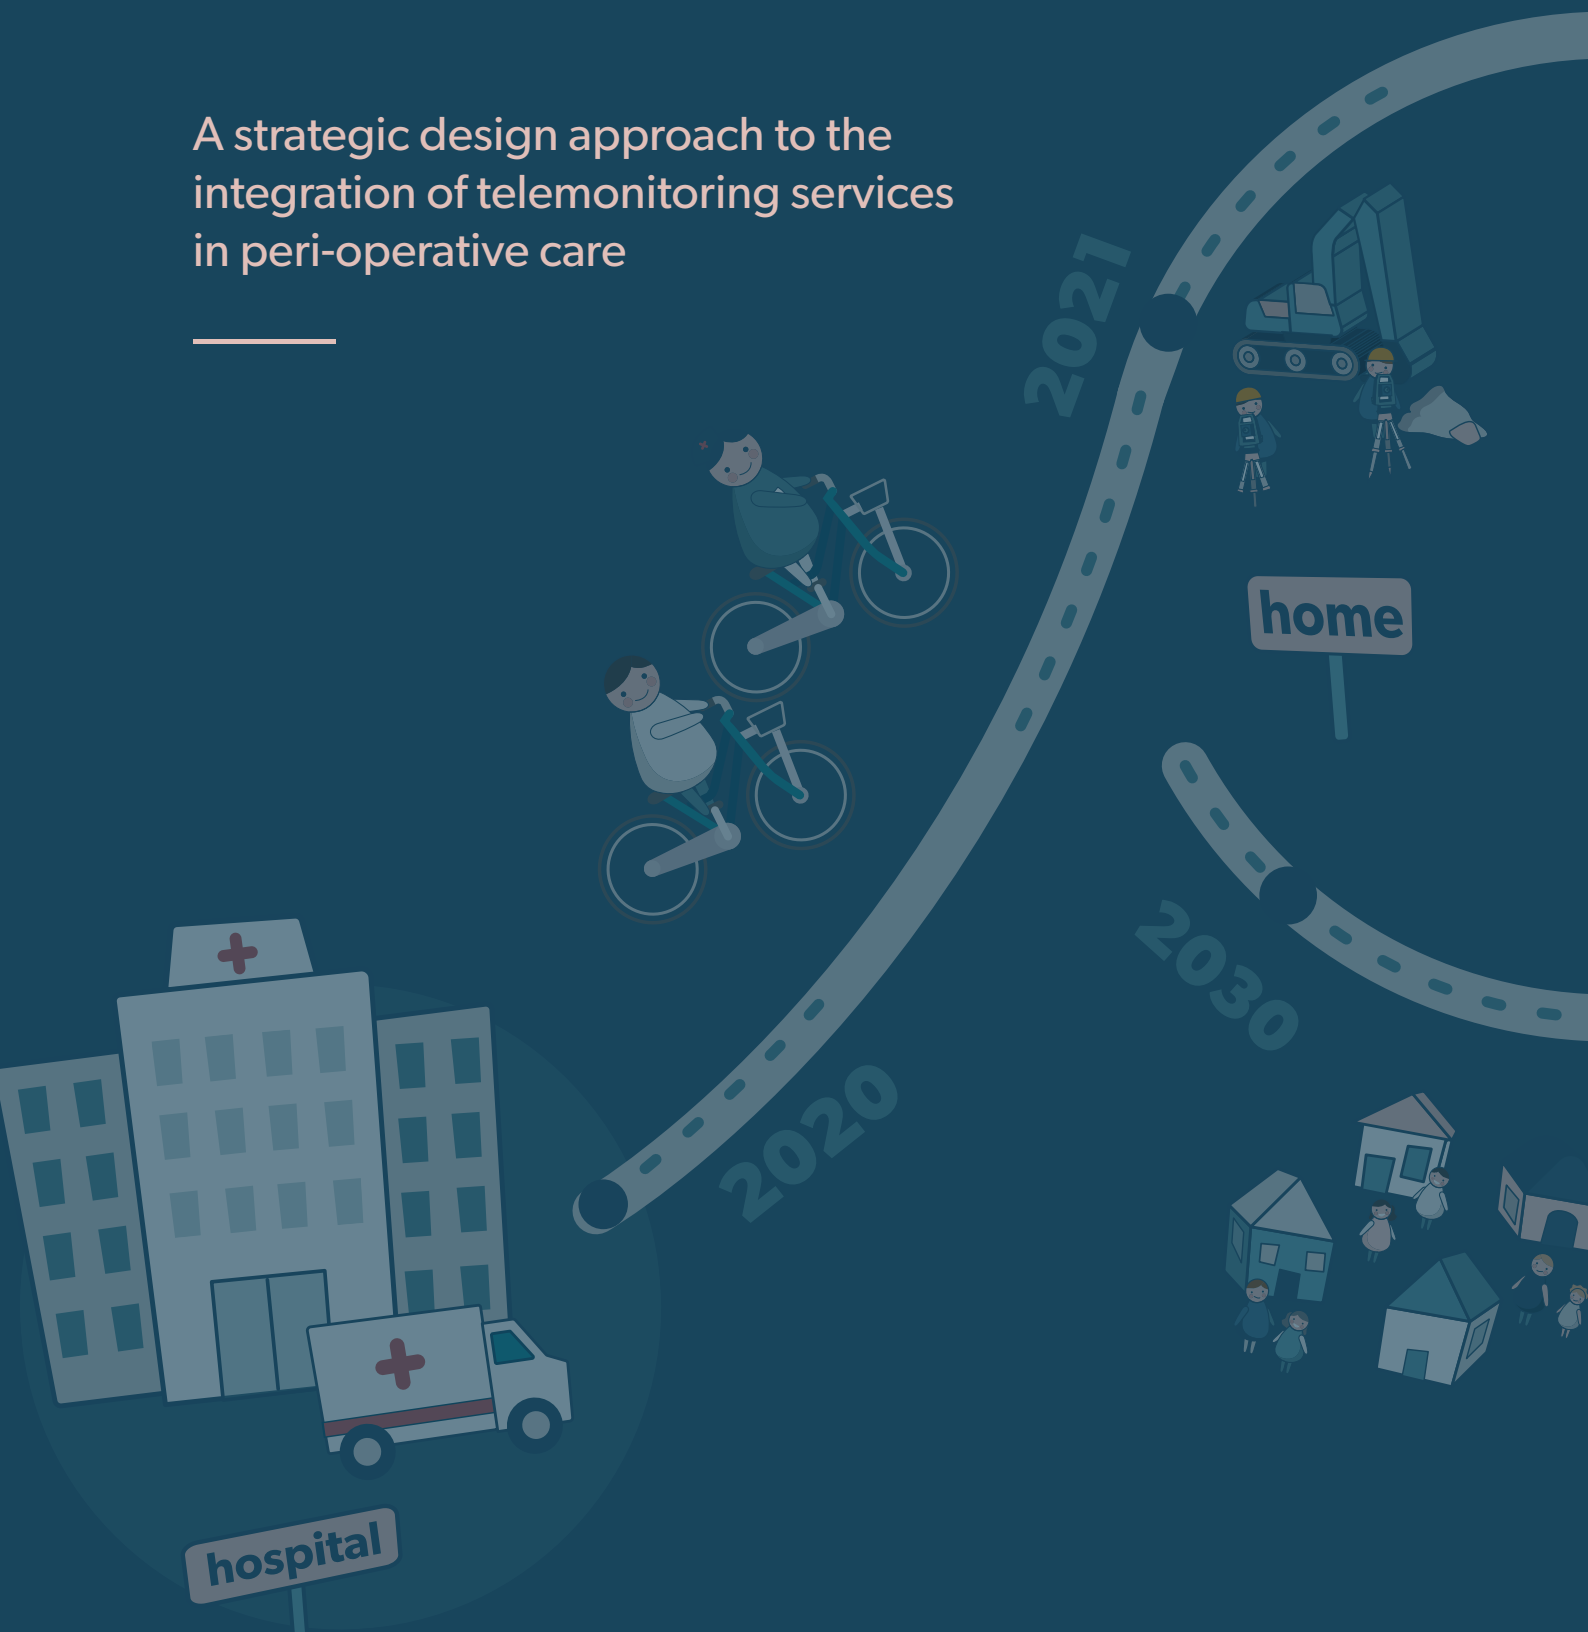 A strategic design approach to the
integration of telemonitoring services
in peri-operative care
2021
home
2030
2020
hospital